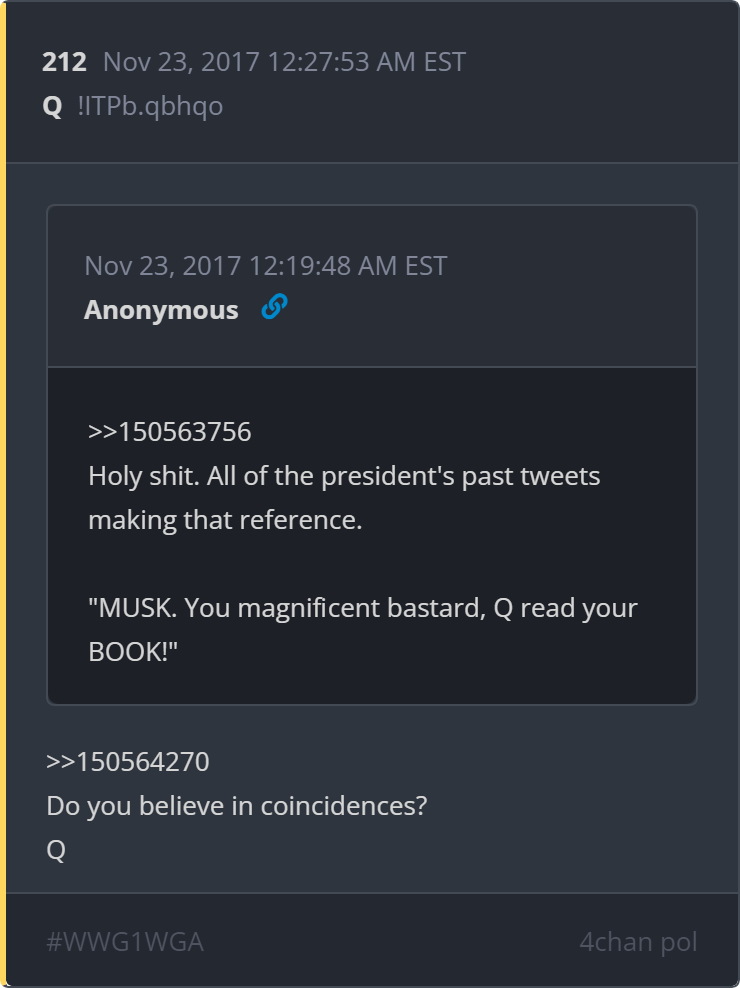 212 Nov 23, 2017 12:27:53 AM EST
Q !ITPb.qbhqo
Nov 23, 2017 12:19:48 AM EST
Anonymous
>>150563756
Holy shit. All of the president's past tweets
making that reference.
"MUSK. You magnificent bastard, Q read your
BOOK!"
>>150564270
Do you believe in coincidences?
Q
#WWG1WGA 4chan pol